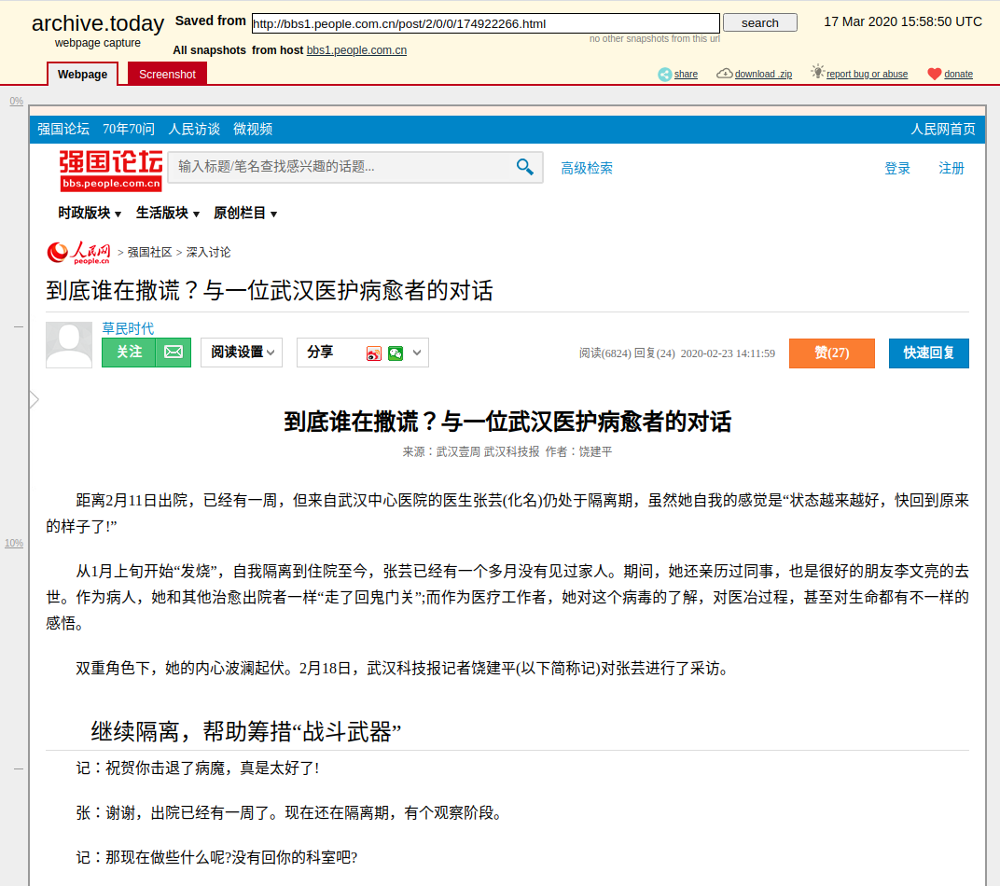 archive.today
webpage capture
Saved from http://bbs1.people.com.cn/post/2/0/0/174922266.html search 17 Mar 2020 15:58:50 UTC
no other snapshots from this url
All snapshots from host bbs1.people.com.cn
Webpage Screenshot share download .zip report bug or abuse donate
0%
强国论坛 70年70问 人民访谈 微视频 人民网首页
强国论坛
bbs.people.com.cn
输入标题/笔名查找感兴趣的话题... 高级检索 登录 注册
时政版块 ▼ 生活版块 ▼ 原创栏目 ▼
人民网
people.cn
> 强国社区 > 深入讨论
到底谁在撒谎？与一位武汉医护病愈者的对话
草民时代
关注 阅读设置 分享 阅读(6824) 回复(24) 2020-02-23 14:11:59 赞(27) 快速回复
到底谁在撒谎？与一位武汉医护病愈者的对话
来源：武汉壹周 武汉科技报 作者：饶建平
距离2月11日出院，已经有一周，但来自武汉中心医院的医生张芸(化名)仍处于隔离期，虽然她自我的感觉是“状态越来越好，快回到原来
的样子了!”
10%
从1月上旬开始“发烧”，自我隔离到住院至今，张芸已经有一个多月没有见过家人。期间，她还亲历过同事，也是很好的朋友李文亮的去
世。作为病人，她和其他治愈出院者一样“走了回鬼门关”;而作为医疗工作者，她对这个病毒的了解，对医冶过程，甚至对生命都有不一样的
感悟。
双重角色下，她的内心波澜起伏。2月18日，武汉科技报记者饶建平(以下简称记)对张芸进行了采访。
继续隔离，帮助筹措“战斗武器”
记：祝贺你击退了病魔，真是太好了!
张：谢谢，出院已经有一周了。现在还在隔离期，有个观察阶段。
记：那现在做些什么呢?没有回你的科室吧?